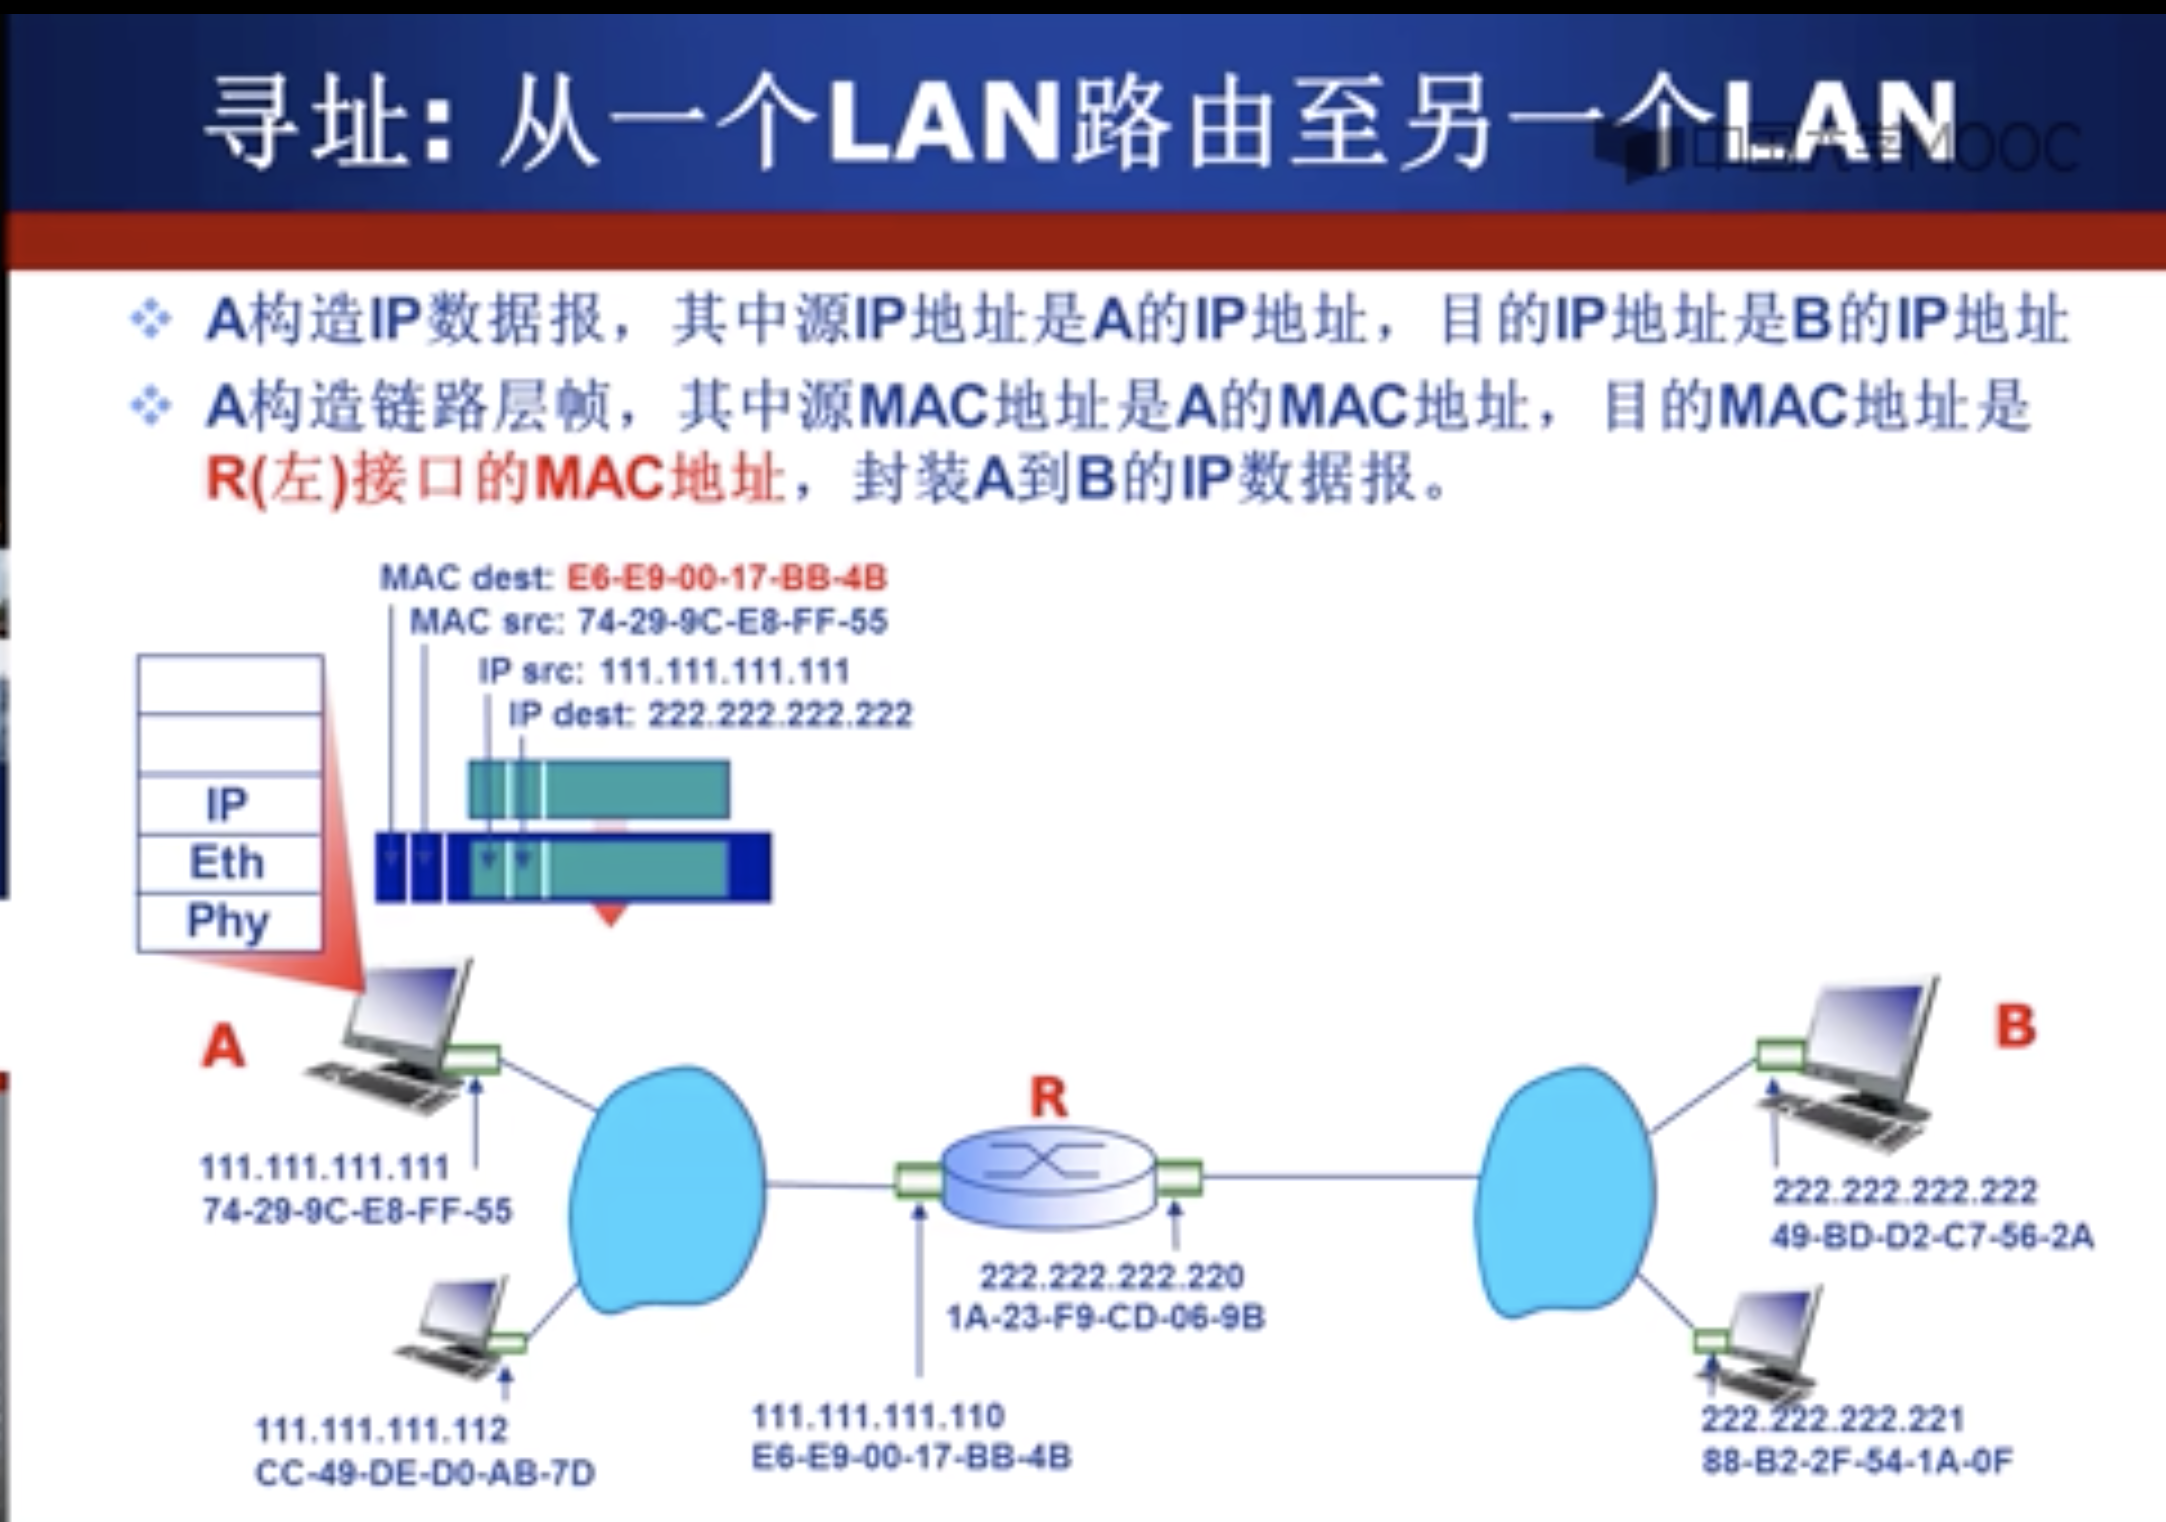 寻址: 从一个LAN路由至另一个LAN
中国大学MOOC
A构造IP数据报，其中源IP地址是A的IP地址，目的IP地址是B的IP地址
A构造链路层帧，其中源MAC地址是A的MAC地址，目的MAC地址是
R(左)接口的MAC地址，封装A到B的IP数据报。
MAC dest: E6-E9-00-17-BB-4B
MAC src: 74-29-9C-E8-FF-55
IP src: 111.111.111.111
IP dest: 222.222.222.222
IP
Eth
Phy
A
B
R
111.111.111.111
74-29-9C-E8-FF-55
222.222.222.222
49-BD-D2-C7-56-2A
222.222.222.220
1A-23-F9-CD-06-9B
111.111.111.112
CC-49-DE-D0-AB-7D
111.111.111.110
E6-E9-00-17-BB-4B
222.222.222.221
88-B2-2F-54-1A-0F